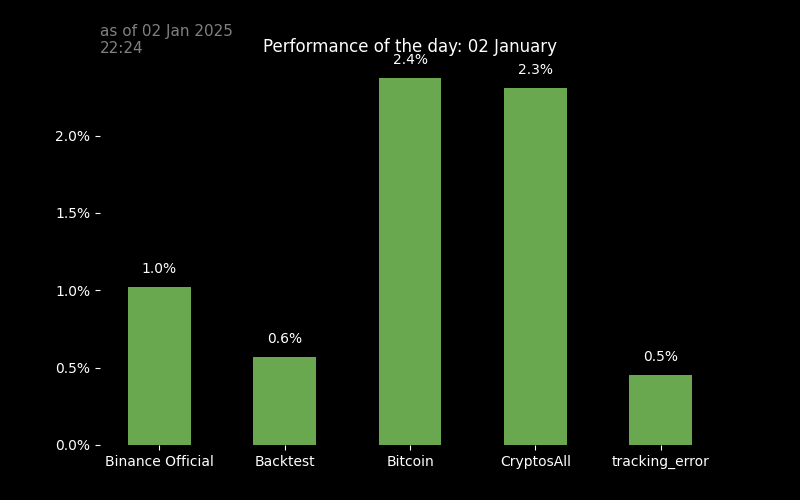 as of 02 Jan 2025
22:24
Performance of the day: 02 January
2.4%
2.3%
2.0%
1.5%
1.0%
1.0%
0.6%
0.5%
0.5%
0.0%
Binance Official
Backtest
Bitcoin
CryptosAll
tracking_error